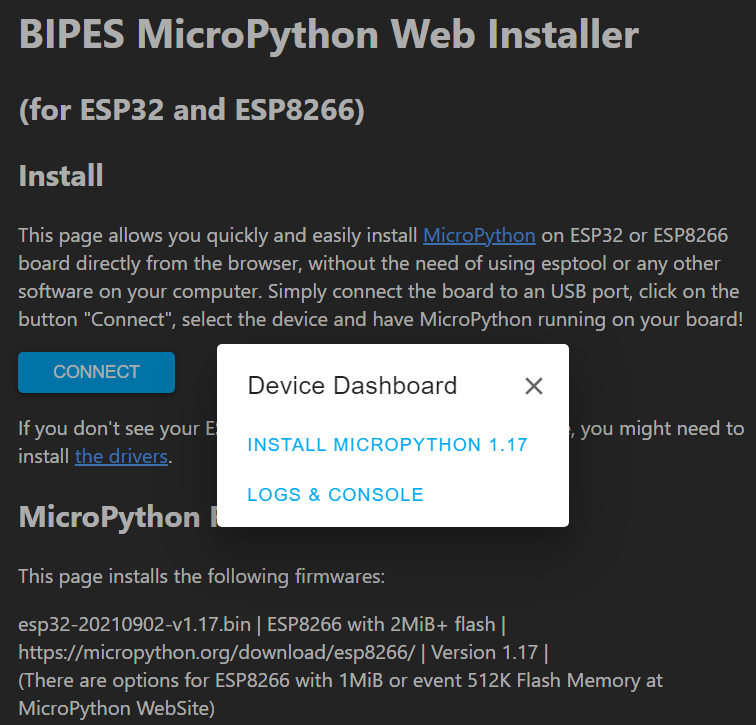 BIPES MicroPython Web Installer
(for ESP32 and ESP8266)
Install
This page allows you quickly and easily install MicroPython on ESP32 or ESP8266
board directly from the browser, without the need of using esptool or any other
software on your computer. Simply connect the board to an USB port, click on the
button "Connect", select the device and have MicroPython running on your board!
CONNECT
Device Dashboard
INSTALL MICROPYTHON 1.17
LOGS & CONSOLE
If you don't see your , you might need to
install the drivers.
MicroPython
This page installs the following firmwares:
esp32-20210902-v1.17.bin | ESP8266 with 2MiB+ flash |
https://micropython.org/download/esp8266/ | Version 1.17 |
(There are options for ESP8266 with 1MiB or event 512K Flash Memory at
MicroPython WebSite)